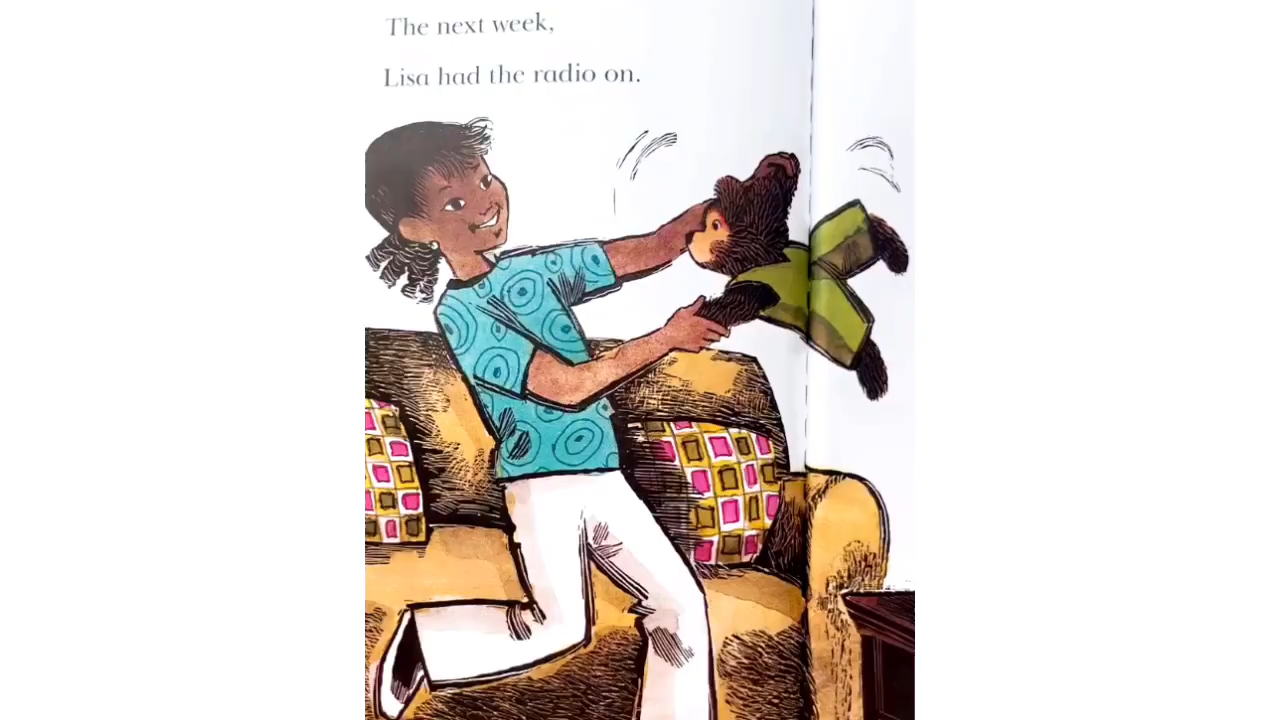 The next week,
Lisa had the radio on.